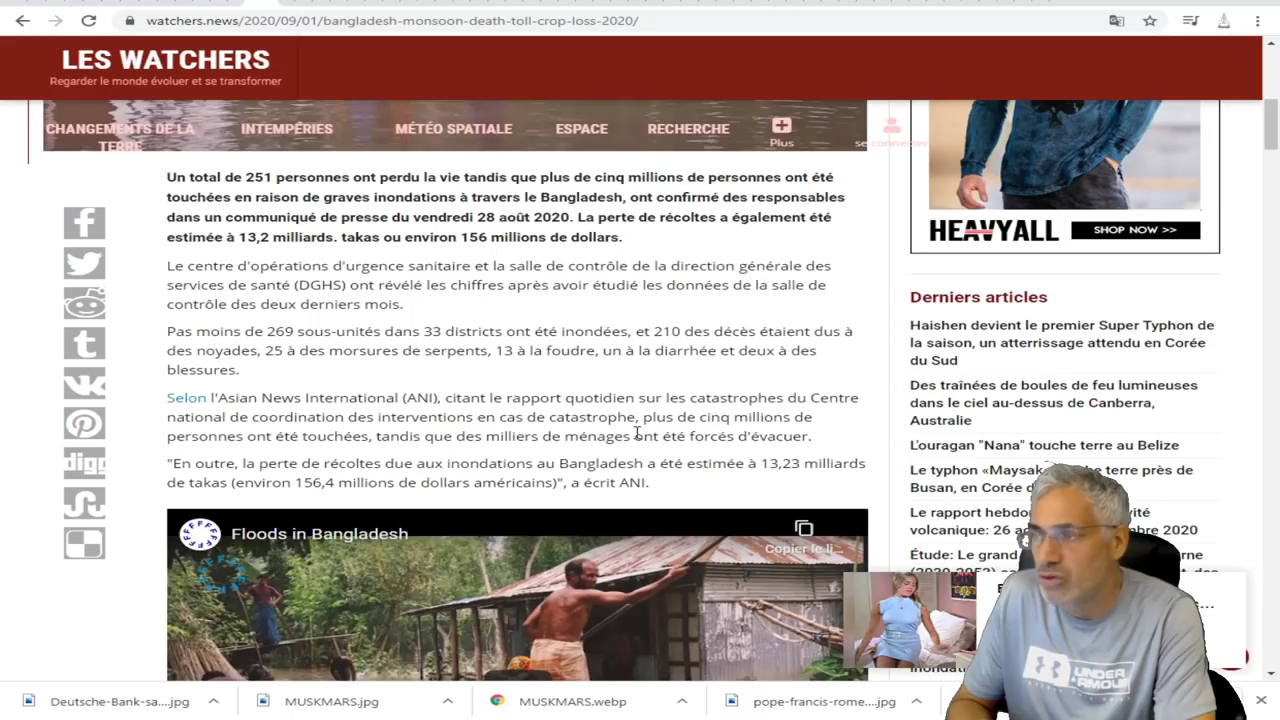 watchers.news/2020/09/01/bangladesh-monsoon-death-toll-crop-loss-2020/
LES WATCHERS
Regarder le monde évoluer et se transformer
CHANGEMENTS DE LA TERRE
INTEMPÉRIES
MÉTÉO SPATIALE
ESPACE
RECHERCHE
Plus
se connecter
Un total de 251 personnes ont perdu la vie tandis que plus de cinq millions de personnes ont été
touchées en raison de graves inondations à travers le Bangladesh, ont confirmé des responsables
dans un communiqué de presse du vendredi 28 août 2020. La perte de récoltes a également été
estimée à 13,2 milliards. takas ou environ 156 millions de dollars.
Le centre d'opérations d'urgence sanitaire et la salle de contrôle de la direction générale des
services de santé (DGHS) ont révélé les chiffres après avoir étudié les données de la salle de
contrôle des deux derniers mois.
Pas moins de 269 sous-unités dans 33 districts ont été inondées, et 210 des décès étaient dus à
des noyades, 25 à des morsures de serpents, 13 à la foudre, un à la diarrhée et deux à des
blessures.
Selon l'Asian News International (ANI), citant le rapport quotidien sur les catastrophes du Centre
national de coordination des interventions en cas de catastrophe, plus de cinq millions de
personnes ont été touchées, tandis que des milliers de ménages ont été forcés d'évacuer.
"En outre, la perte de récoltes due aux inondations au Bangladesh a été estimée à 13,23 milliards
de takas (environ 156,4 millions de dollars américains)", a écrit ANI.
Floods in Bangladesh
Copier le li...
digg
HEAVYALL
SHOP NOW >>
Derniers articles
Haishen devient le premier Super Typhon de
la saison, un atterrissage attendu en Corée
du Sud
Des traînées de boules de feu lumineuses
dans le ciel au-dessus de Canberra,
Australie
L'ouragan "Nana" touche terre au Belize
Le typhon «Maysak touche terre près de
Busan, en Corée
Le rapport hebdo
volcanique: 26 2020
Étude: Le grand
UNDER ARMOUR
Deutsche-Bank-sa....jpg
MUSKMARS.jpg
MUSKMARS.webp
pope-francis-rome....jpg